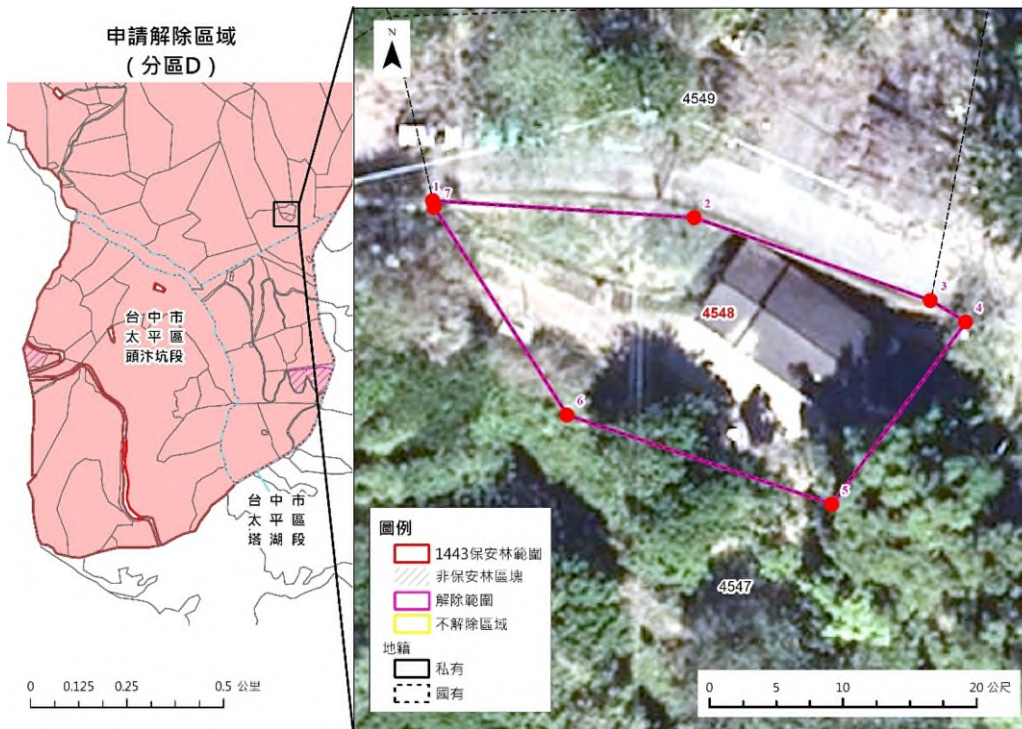 申請解除區域
（分區D）
台中市
太平區
頭汴坑段
台中市
太平區
塔湖段
0 0.125 0.25 0.5 公里
N
4549
1
7
2
3
4
4548
6
5
4547
圖例
1443保安林範圍
非保安林區塊
解除範圍
不解除區域
地籍
私有
國有
0 5 10 20 公尺